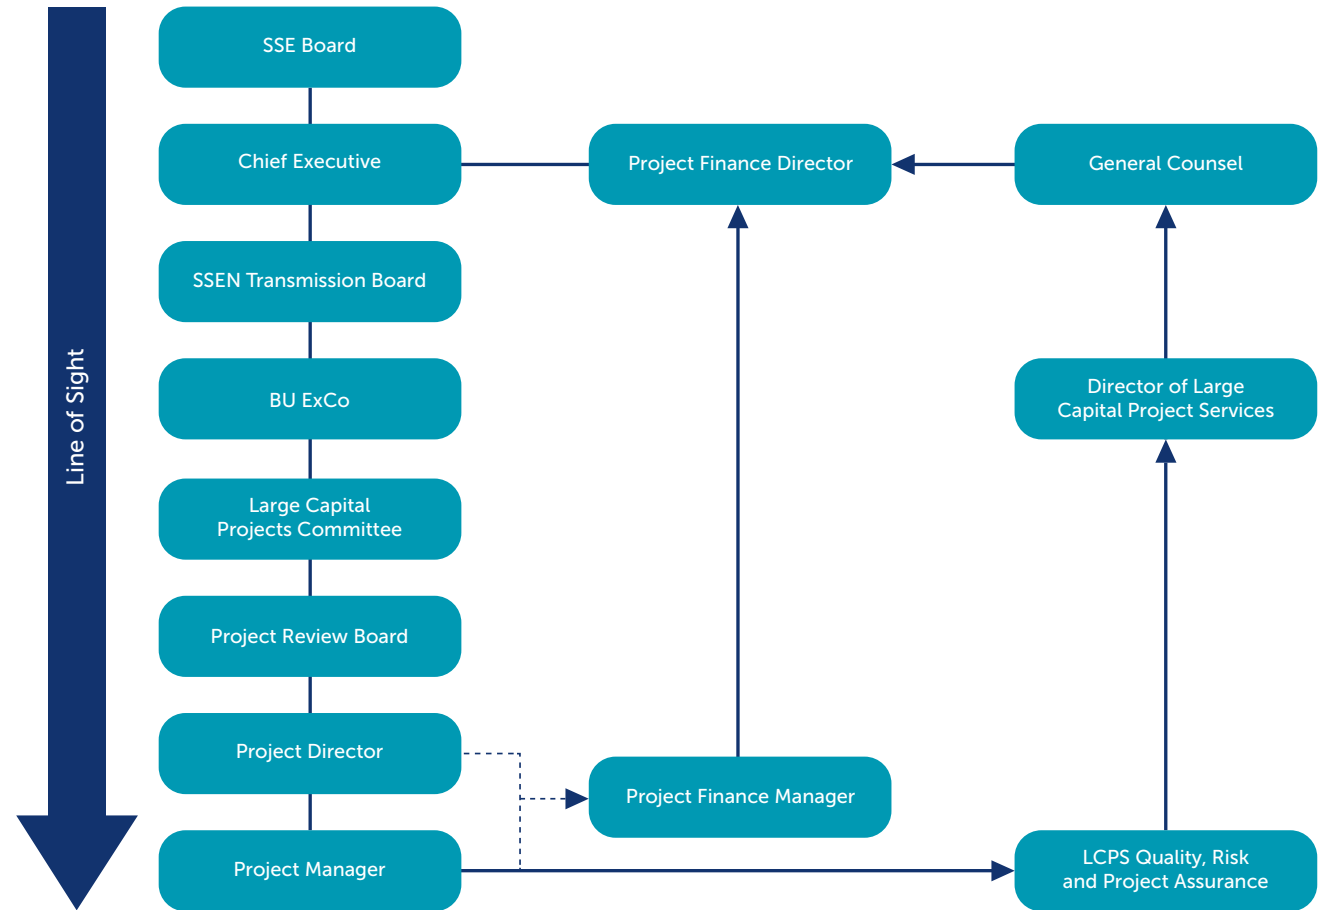 Line of Sight
SSE Board
Chief Executive
Project Finance Director
General Counsel
SSEN Transmission Board
BU ExCo
Director of Large
Capital Project Services
Large Capital
Projects Committee
Project Review Board
Project Director
Project Finance Manager
Project Manager
LCPS Quality, Risk
and Project Assurance